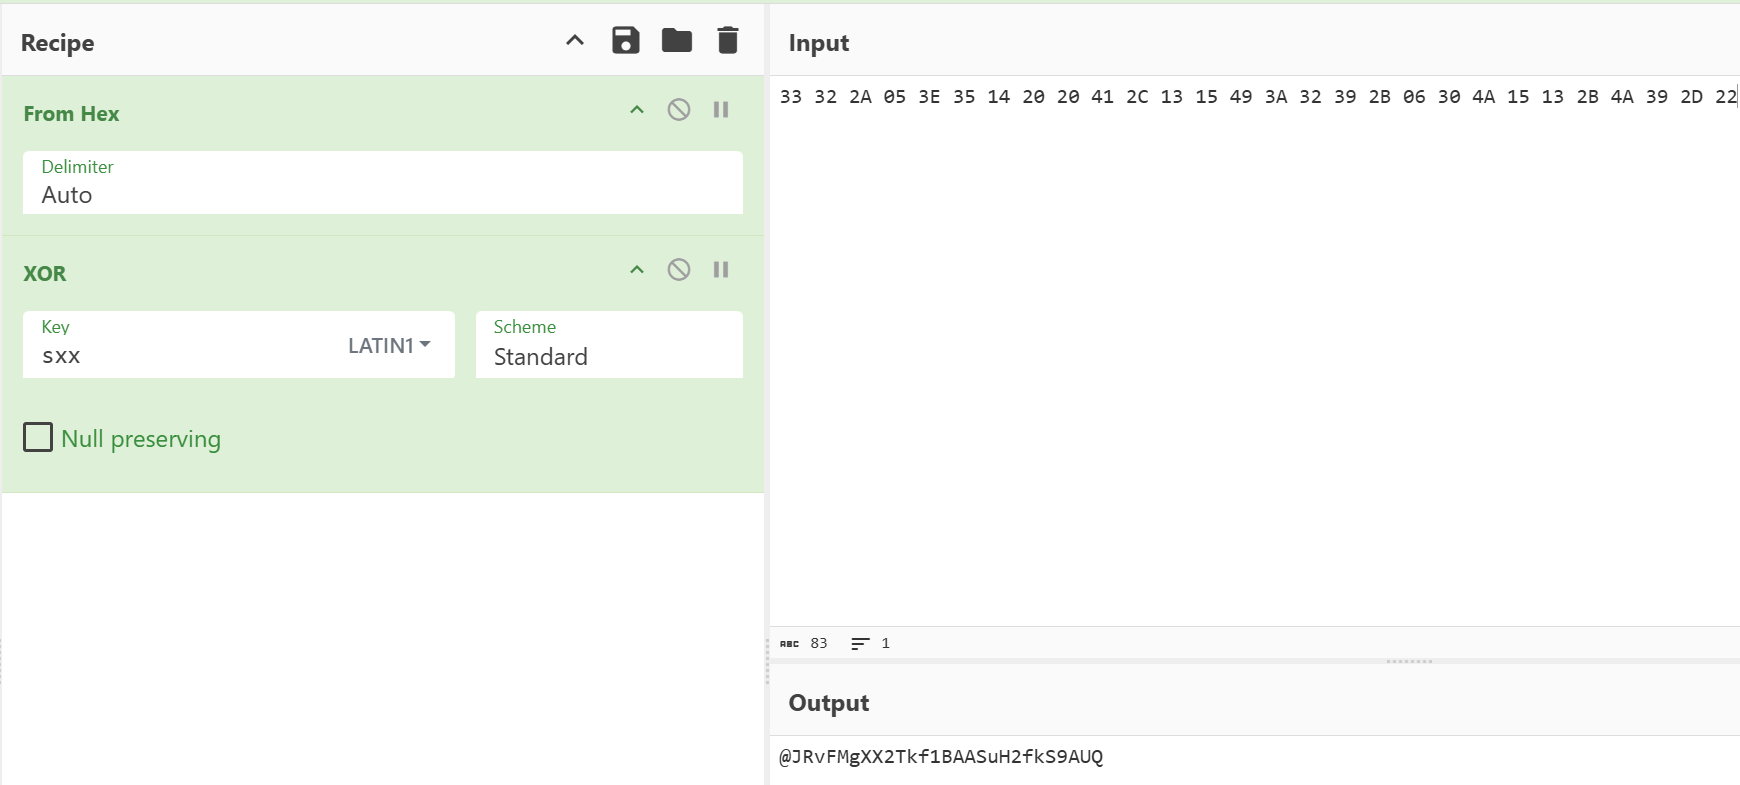 Recipe
From Hex
Delimiter
Auto
XOR
Key
sxx
LATIN1
Scheme
Standard
Null preserving
Input
33 32 2A 05 3E 35 14 20 20 41 2C 13 15 49 3A 32 39 2B 06 30 4A 15 13 2B 4A 39 2D 22
ABC 83 1
Output
@JRvFMgXX2Tkf1BAASuH2fkS9AUQ